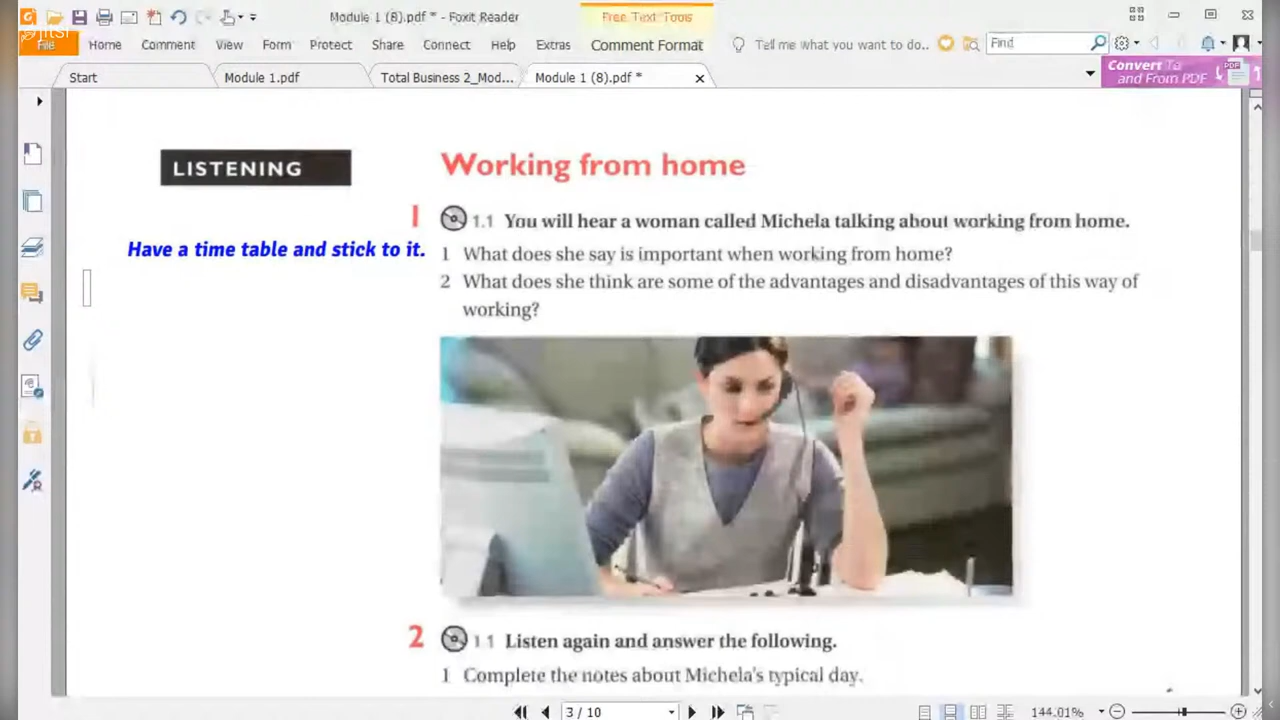 Module 1 (8).pdf * - Foxit Reader
Free Text Tools
Jitsi
File Home Comment View Form Protect Share Connect Help Extras Comment Format Tell me what you want to do.. Find
Start Module 1.pdf Total Business 2_Mod... Module 1 (8).pdf *
Convert To
and From PDF
PDF
LISTENING Working from home
1 1.1 You will hear a woman called Michela talking about working from home.
Have a time table and stick to it. 1 What does she say is important when working from home?
2 What does she think are some of the advantages and disadvantages of this way of
working?
2 1.1 Listen again and answer the following.
1 Complete the notes about Michela's typical day.
3 / 10 144.01%